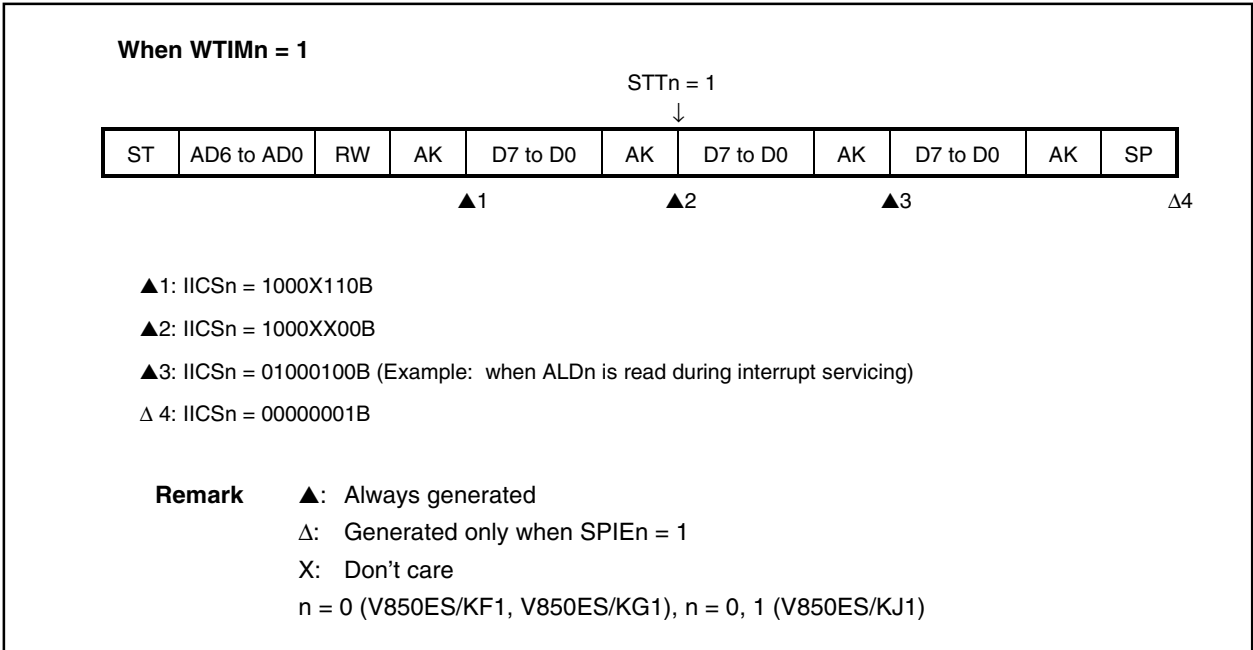 When WTIMn = 1
STTn = 1
↓
ST AD6 to AD0 RW AK D7 to D0 AK D7 to D0 AK D7 to D0 AK SP
▲1 ▲2 ▲3 Δ4
▲1: IICSn = 1000X110B
▲2: IICSn = 1000XX00B
▲3: IICSn = 01000100B (Example: when ALDn is read during interrupt servicing)
Δ 4: IICSn = 00000001B
Remark ▲: Always generated
Δ: Generated only when SPIEn = 1
X: Don't care
n = 0 (V850ES/KF1, V850ES/KG1), n = 0, 1 (V850ES/KJ1)